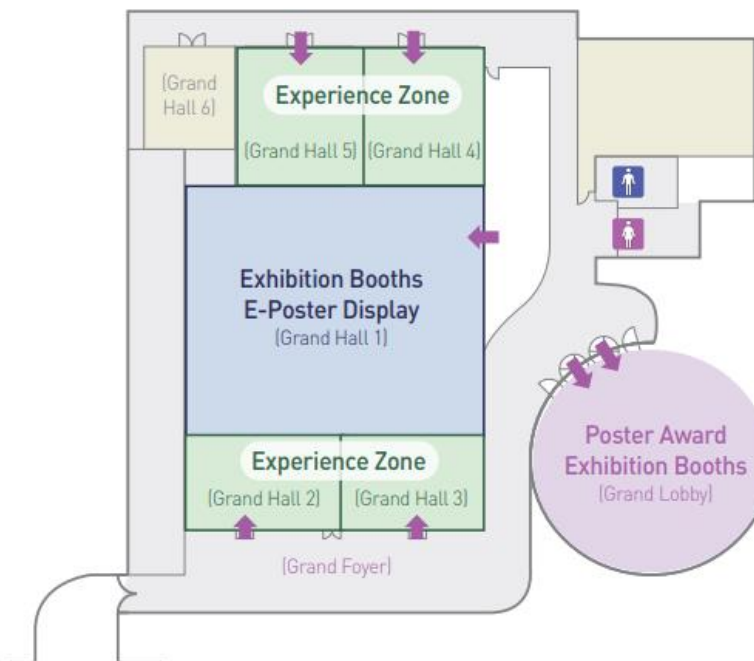 (Grand
Hall 6)
Experience Zone
(Grand Hall 5)
(Grand Hall 4)
Exhibition Booths
E-Poster Display
(Grand Hall 1)
Experience Zone
(Grand Hall 2)
(Grand Hall 3)
(Grand Foyer)
Poster Award
Exhibition Booths
(Grand Lobby)